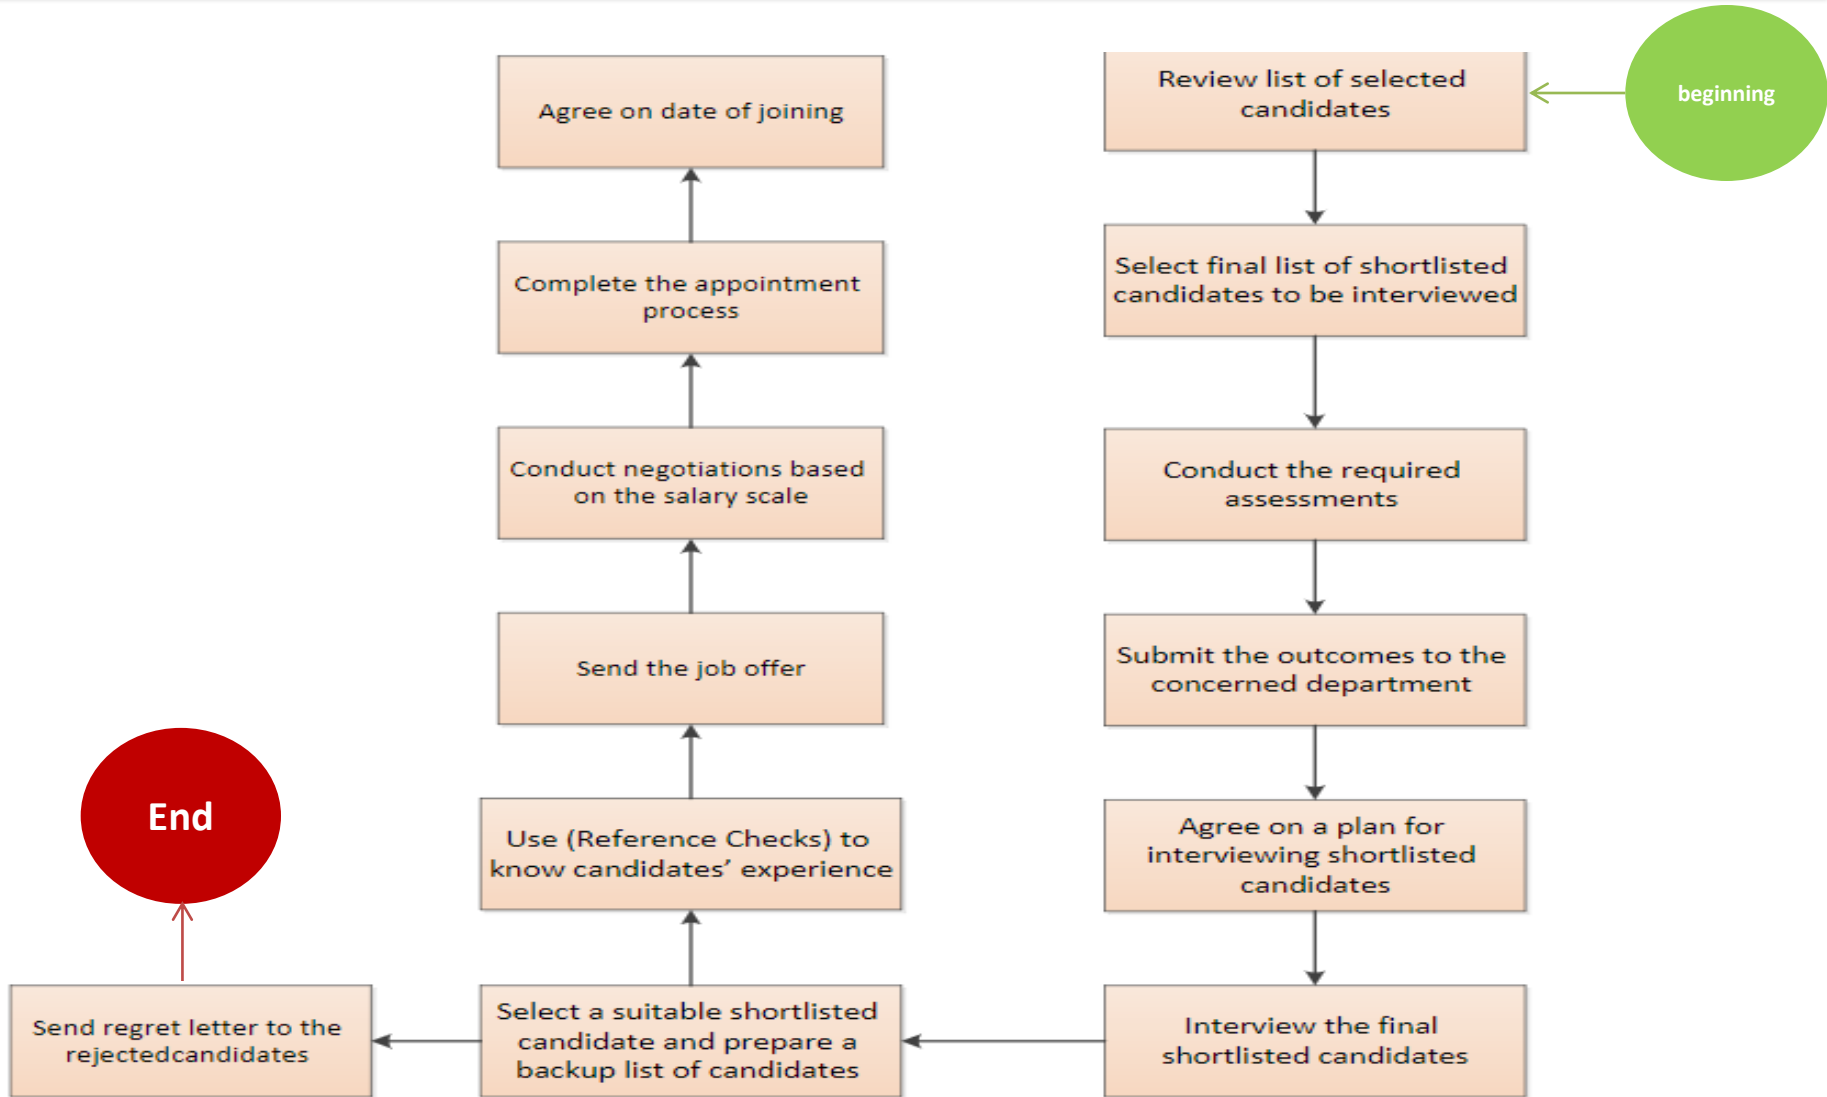 beginning
Review list of selected
candidates
Select final list of shortlisted
candidates to be interviewed
Conduct the required
assessments
Submit the outcomes to the
concerned department
Agree on a plan for
interviewing shortlisted
candidates
Interview the final
shortlisted candidates
Select a suitable shortlisted
candidate and prepare a
backup list of candidates
Use (Reference Checks) to
know candidates’ experience
Send the job offer
Conduct negotiations based
on the salary scale
Complete the appointment
process
Agree on date of joining
Send regret letter to the
rejectedcandidates
End